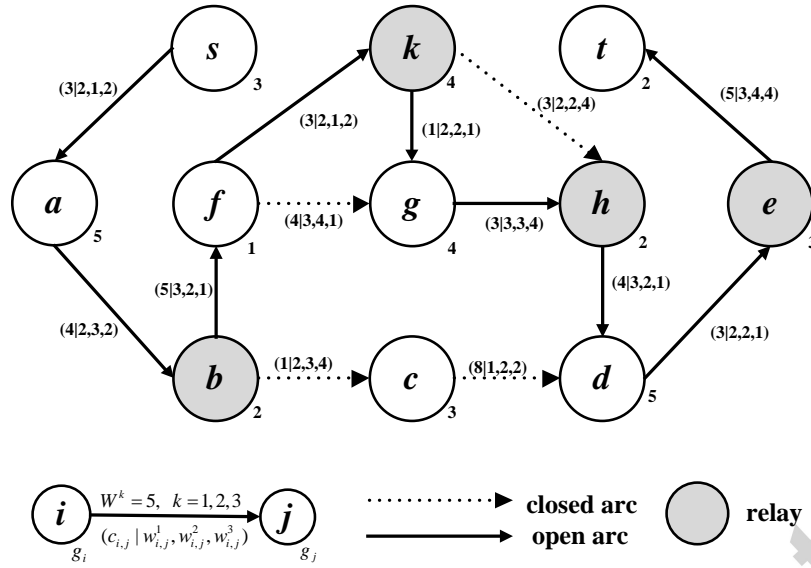 s
3
k
4
t
2
(3|2,1,2)
(3|2,1,2)
(1|2,2,1)
(3|2,2,4)
(5|3,4,4)
a
5
f
1
(4|3,4,1)
g
4
(3|3,3,4)
h
2
e
3
(4|2,3,2)
(5|3,2,1)
(4|3,2,1)
(3|2,2,1)
b
2
(1|2,3,4)
c
3
(8|1,2,2)
d
5
i
g_i
W^k = 5, k = 1,2,3
(c_{i,j} | w^1_{i,j}, w^2_{i,j}, w^3_{i,j})
j
g_j
closed arc
open arc
relay